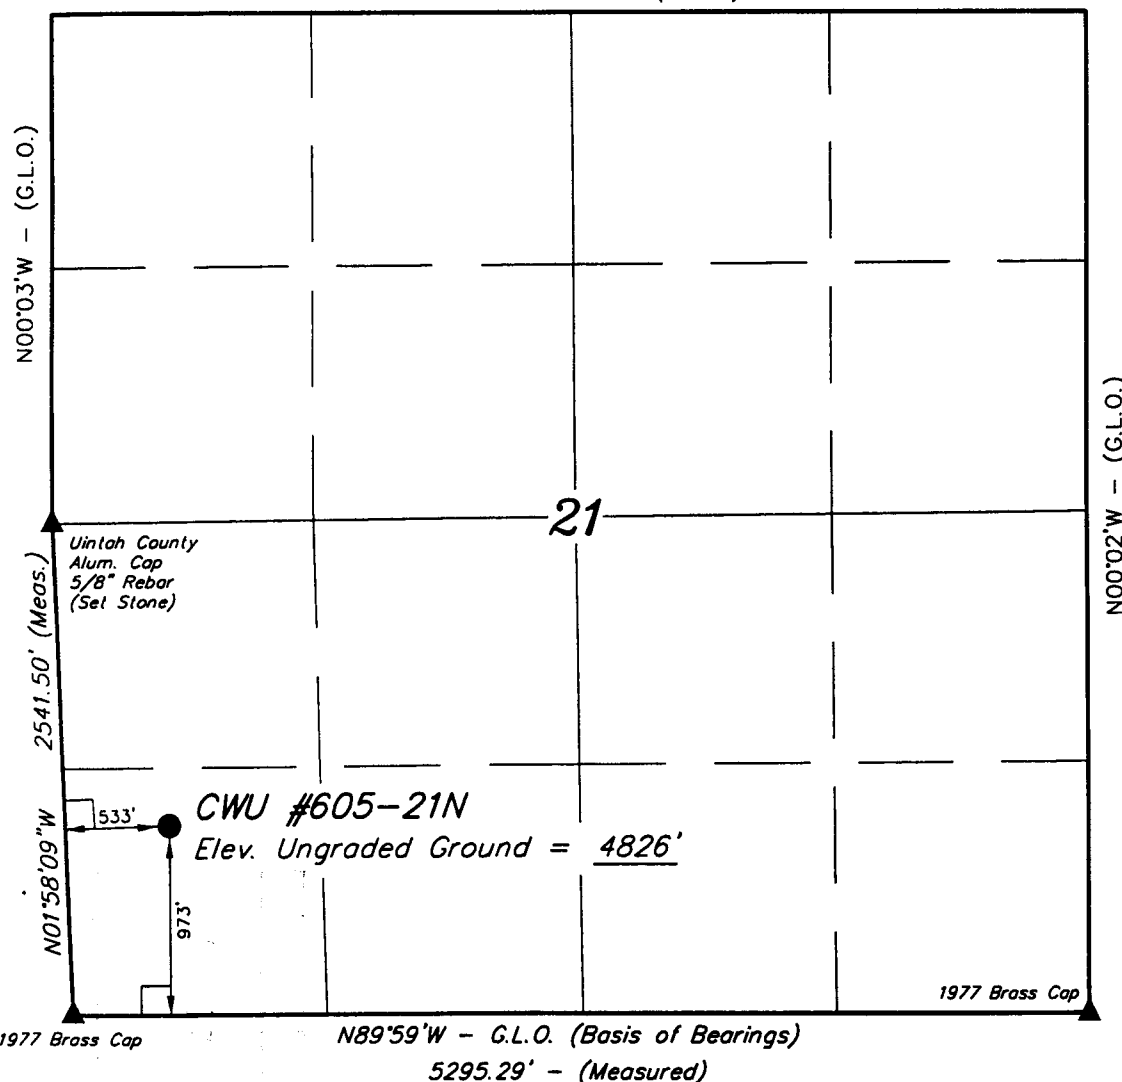 N00°03'W - (G.L.O.)
21
Uintah County
Alum. Cap
5/8" Rebar
(Set Stone)
N00°02'W - (G.L.O.)
2541.50' (Meas.)
N01°58'09"W
533'
CWU #605-21N
Elev. Ungraded Ground = 4826'
973'
1977 Brass Cap
1977 Brass Cap
N89°59'W - G.L.O. (Basis of Bearings)
5295.29' - (Measured)